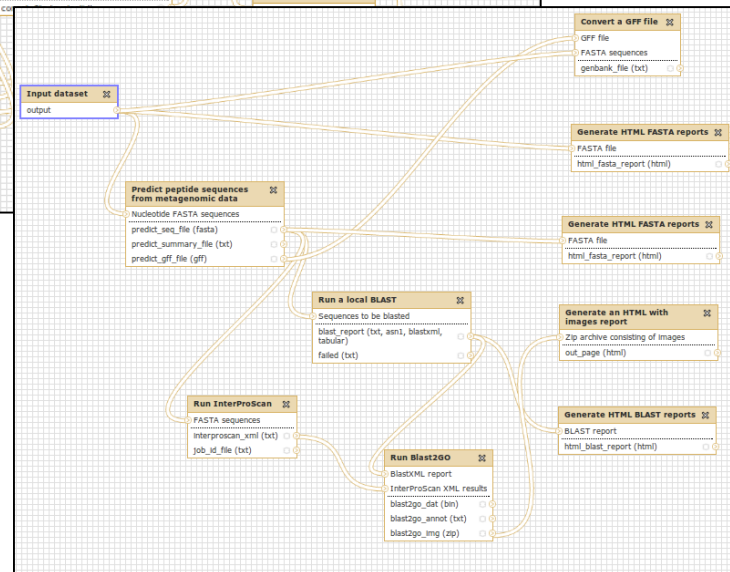 Convert a GFF file
GFF file
FASTA sequences
genbank_file (txt)
Input dataset
output
Generate HTML FASTA reports
FASTA file
html_fasta_report (html)
Predict peptide sequences
from metagenomic data
Nucleotide FASTA sequences
predict_seq_file (fasta)
predict_summary_file (txt)
predict_gff_file (gff)
Generate HTML FASTA reports
FASTA file
html_fasta_report (html)
Run a local BLAST
Sequences to be blasted
blast_report (txt, asn1, blastxml,
tabular)
failed (txt)
Generate an HTML with
images report
Zip archive consisting of images
out_page (html)
Run InterProScan
FASTA sequences
interproscan_xml (txt)
job_id_file (txt)
Generate HTML BLAST reports
BLAST report
html_blast_report (html)
Run Blast2GO
BlastXML report
InterProScan XML results
blast2go_dat (bin)
blast2go_annot (txt)
blast2go_img (zip)